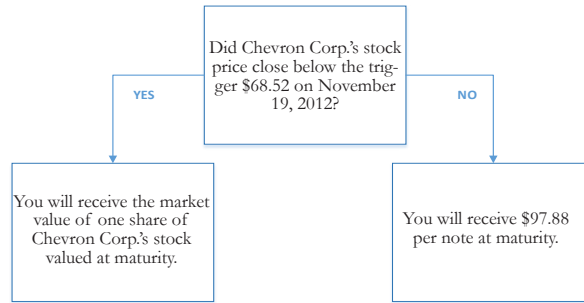 Did Chevron Corp.'s stock
price close below the trig-
ger $68.52 on November
19, 2012?
YES
NO
You will receive the market
value of one share of
Chevron Corp.'s stock
valued at maturity.
You will receive $97.88
per note at maturity.